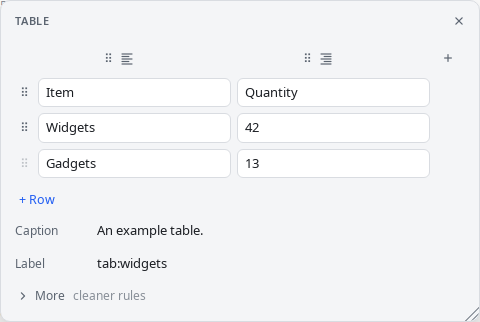 TABLE
Item Quantity
Widgets 42
Gadgets 13
+ Row
Caption An example table.
Label tab:widgets
More cleaner rules